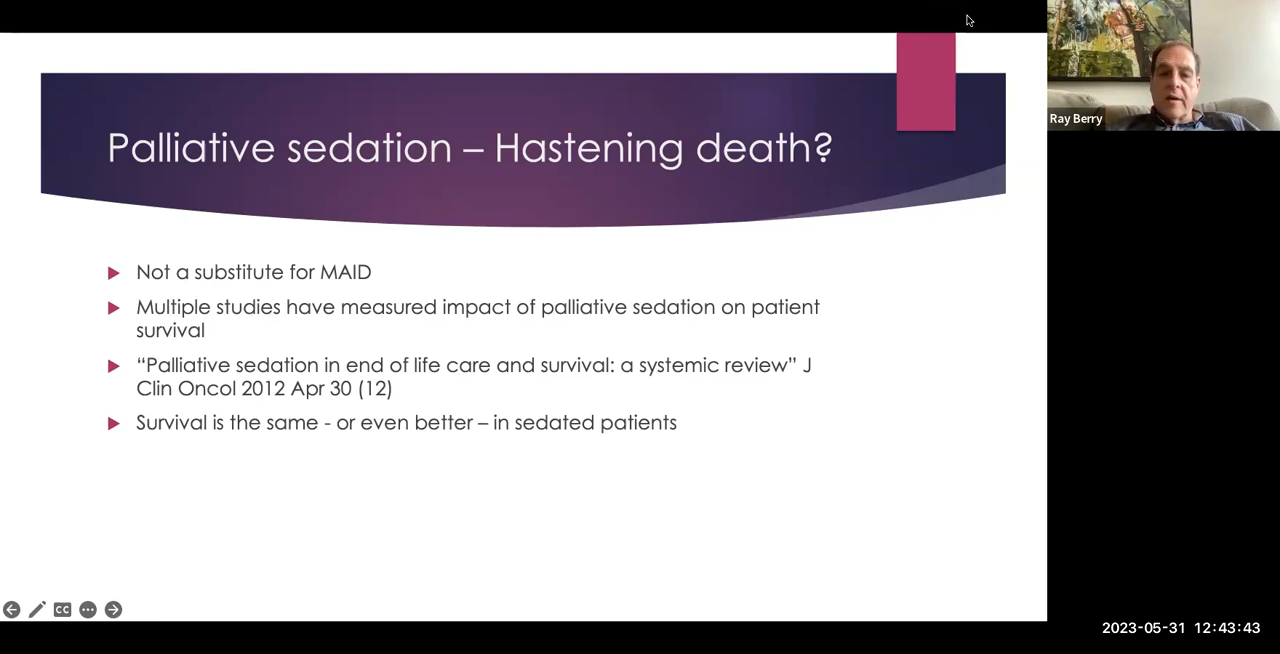 Palliative sedation – Hastening death?
Not a substitute for MAID
Multiple studies have measured impact of palliative sedation on patient
survival
“Palliative sedation in end of life care and survival: a systemic review” J
Clin Oncol 2012 Apr 30 (12)
Survival is the same - or even better – in sedated patients
CC
Ray Berry
2023-05-31 12:43:43